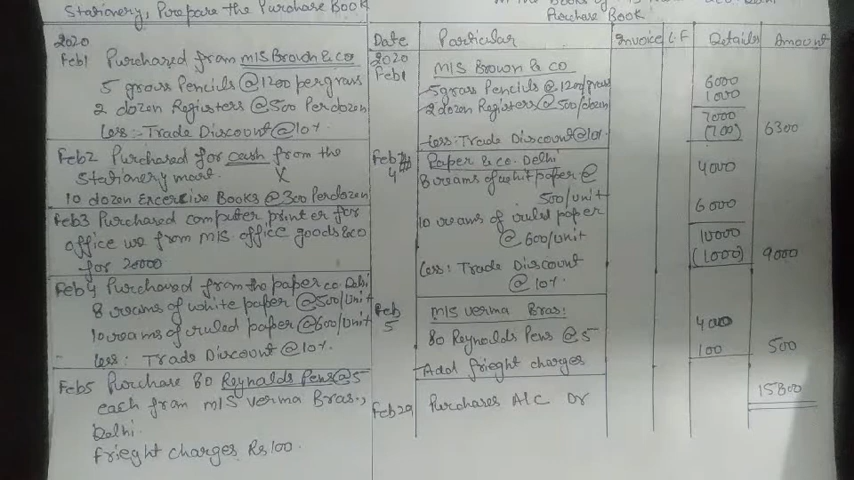 Stationery, Prepare the Purchase Book
2020
Feb1 Purchased from M/S Brown & co
5 gross Pencils @ 1200 per gross
2 dozen Registers @ 500 Per dozen
Less :- Trade Discount @ 10%
Feb2 Purchased for cash from the
Stationery mart. X
10 dozen Excercise Books @ 300 Perdozen
Feb3 Purchased computer printer for
office use from M/S office goods & co
for 20000
Feb4 Purchased from the paper co. Delhi
8 reams of white paper @ 500/Unit
10 reams of ruled paper @ 600/Unit
Less: Trade Discount @ 10%.
Feb5 Purchase 80 Reynolds Pens @ 5
each from M/S Verma Bros.,
Delhi.
Frieght charges Rs 100.
Purchase Book
Date Particular Invoice L.F Details Amount
2020
Feb1 M/S Brown & co
5 gross Pencils @ 1200/gross 6000
2 dozen Registers @ 500/dozen 1000
7000
Less: Trade Discount @ 10% (700) 6300
Feb 4 Paper & co. Delhi
8 reams of whit paper @
500/unit 4000
10 reams of ruled paper
@ 600/unit 6000
10000
Less: Trade Discount
@ 10%. (1000) 9000
Feb 5 M/S Verma Bros:
80 Reynolds Pens @ 5 400
Add frieght charges 100 500
Feb 29 Purchases A/C Dr 15800